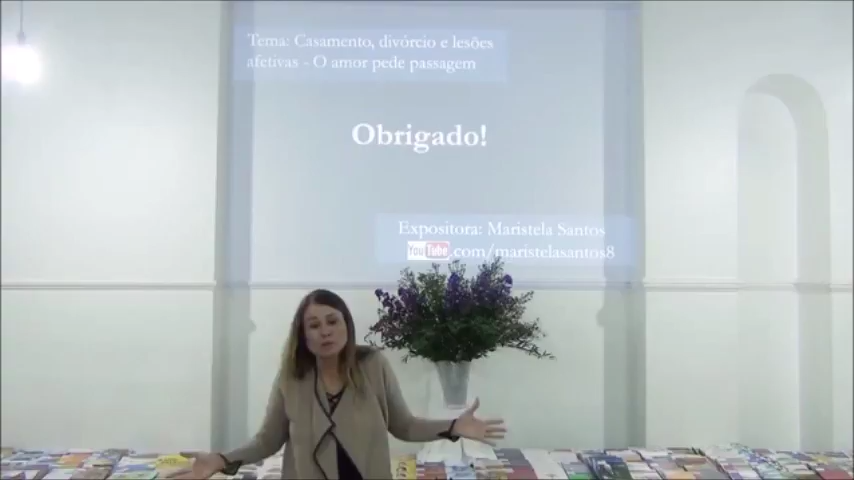 Tema: Casamento, divórcio e lesões
afetivas - O amor pede passagem
Obrigado!
Expositora: Maristela Santos
YouTube.com/maristelasantos8